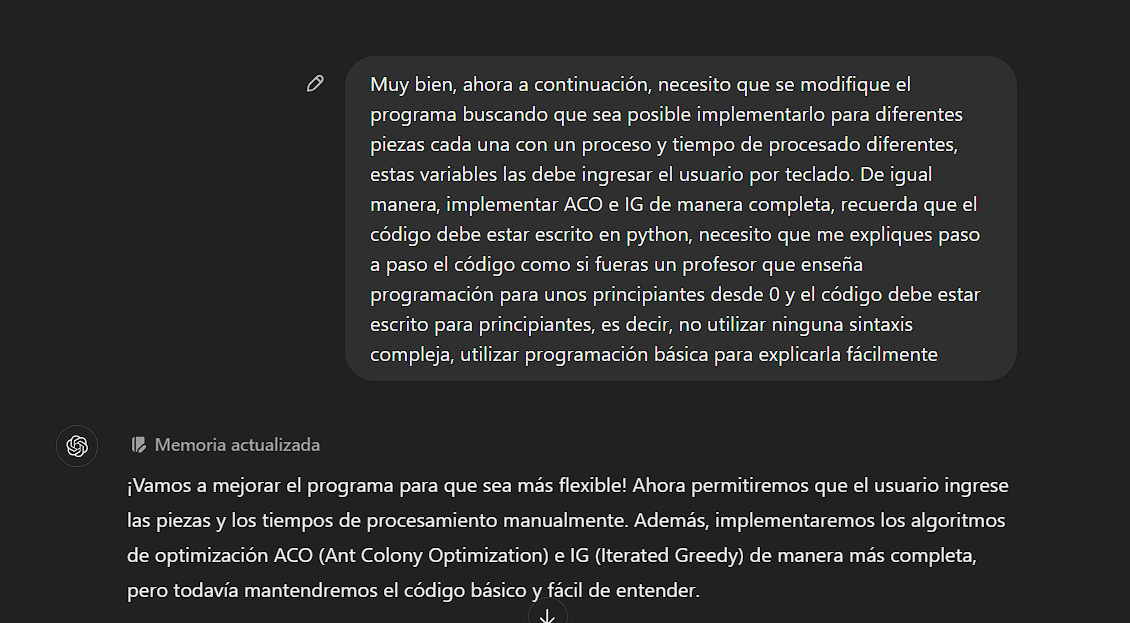 Muy bien, ahora a continuación, necesito que se modifique el
programa buscando que sea posible implementarlo para diferentes
piezas cada una con un proceso y tiempo de procesado diferentes,
estas variables las debe ingresar el usuario por teclado. De igual
manera, implementar ACO e IG de manera completa, recuerda que el
código debe estar escrito en python, necesito que me expliques paso
a paso el código como si fueras un profesor que enseña
programación para unos principiantes desde 0 y el código debe estar
escrito para principiantes, es decir, no utilizar ninguna sintaxis
compleja, utilizar programación básica para explicarla fácilmente
Memoria actualizada
¡Vamos a mejorar el programa para que sea más flexible! Ahora permitiremos que el usuario ingrese
las piezas y los tiempos de procesamiento manualmente. Además, implementaremos los algoritmos
de optimización ACO (Ant Colony Optimization) e IG (Iterated Greedy) de manera más completa,
pero todavía mantendremos el código básico y fácil de entender.